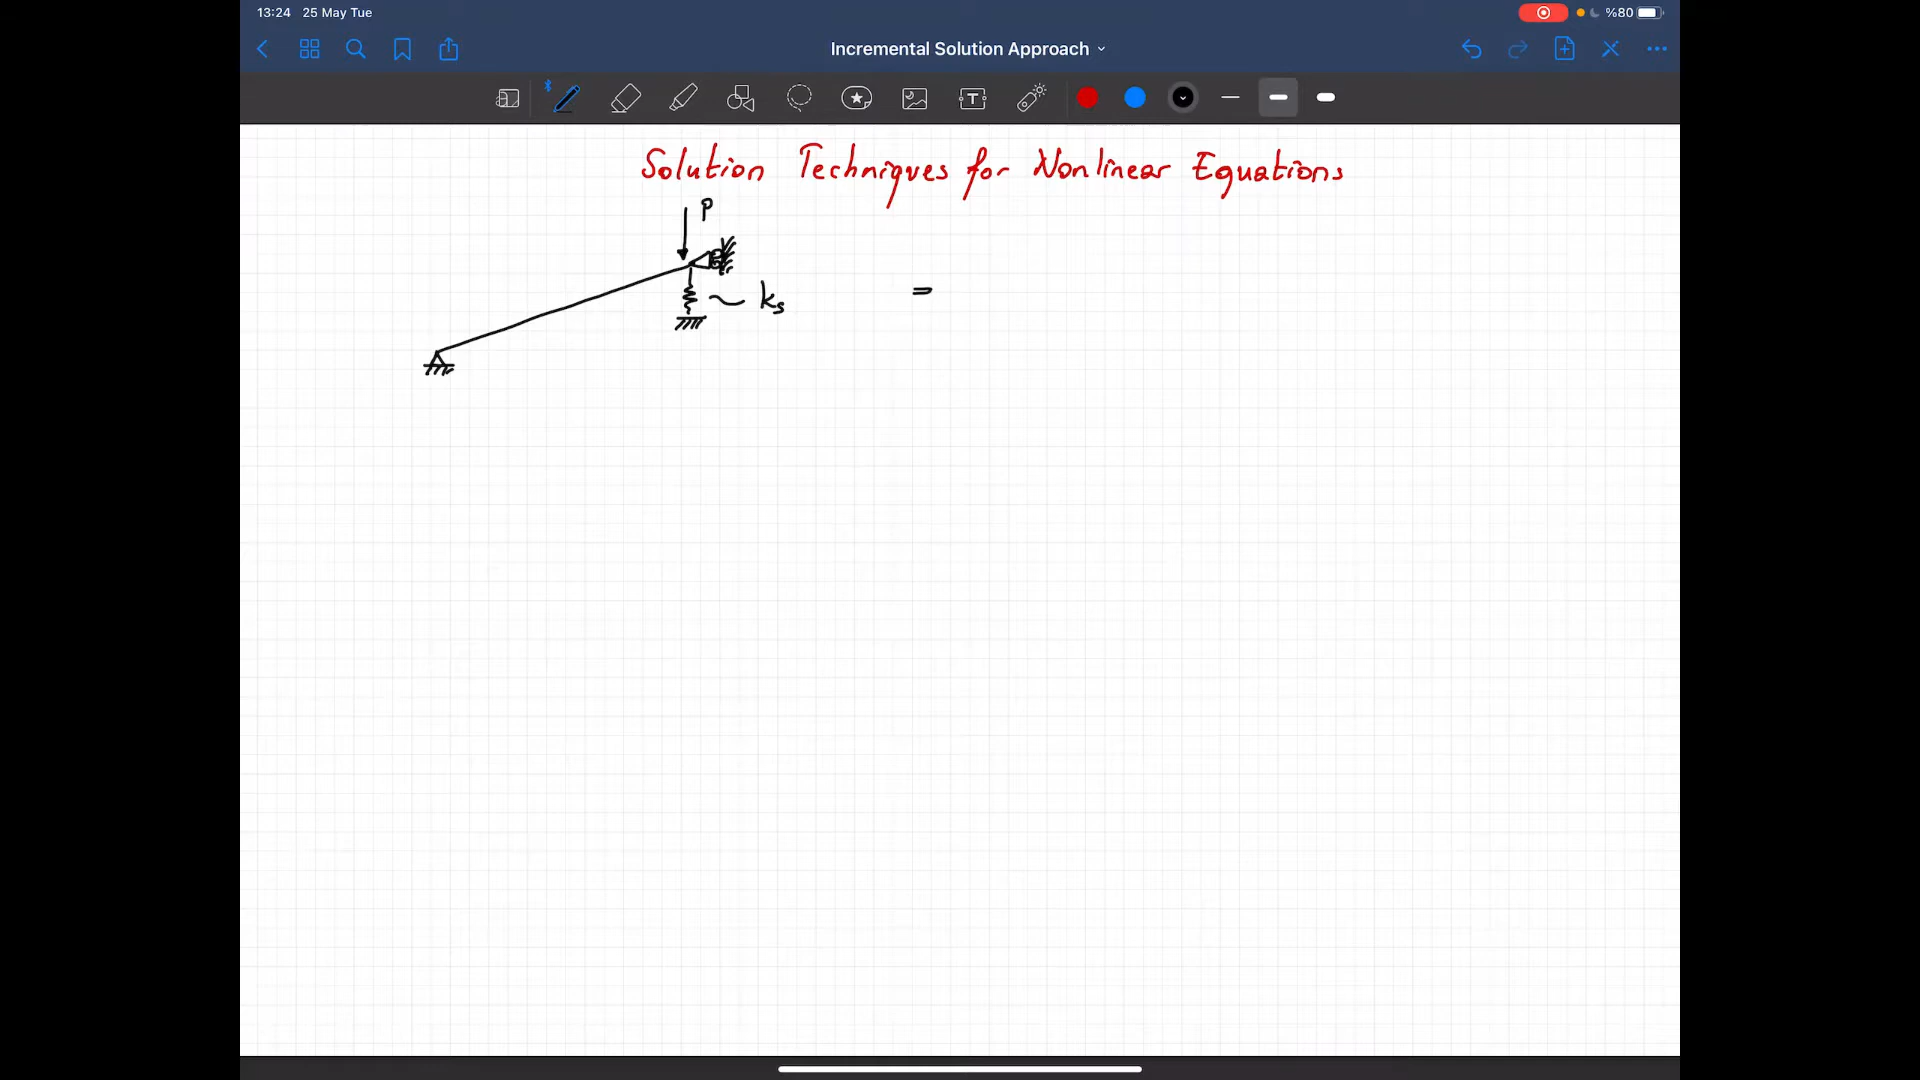 13:24 25 May Tue
%80
Incremental Solution Approach
Solution Techniques for Nonlinear Equations
P
ks
=